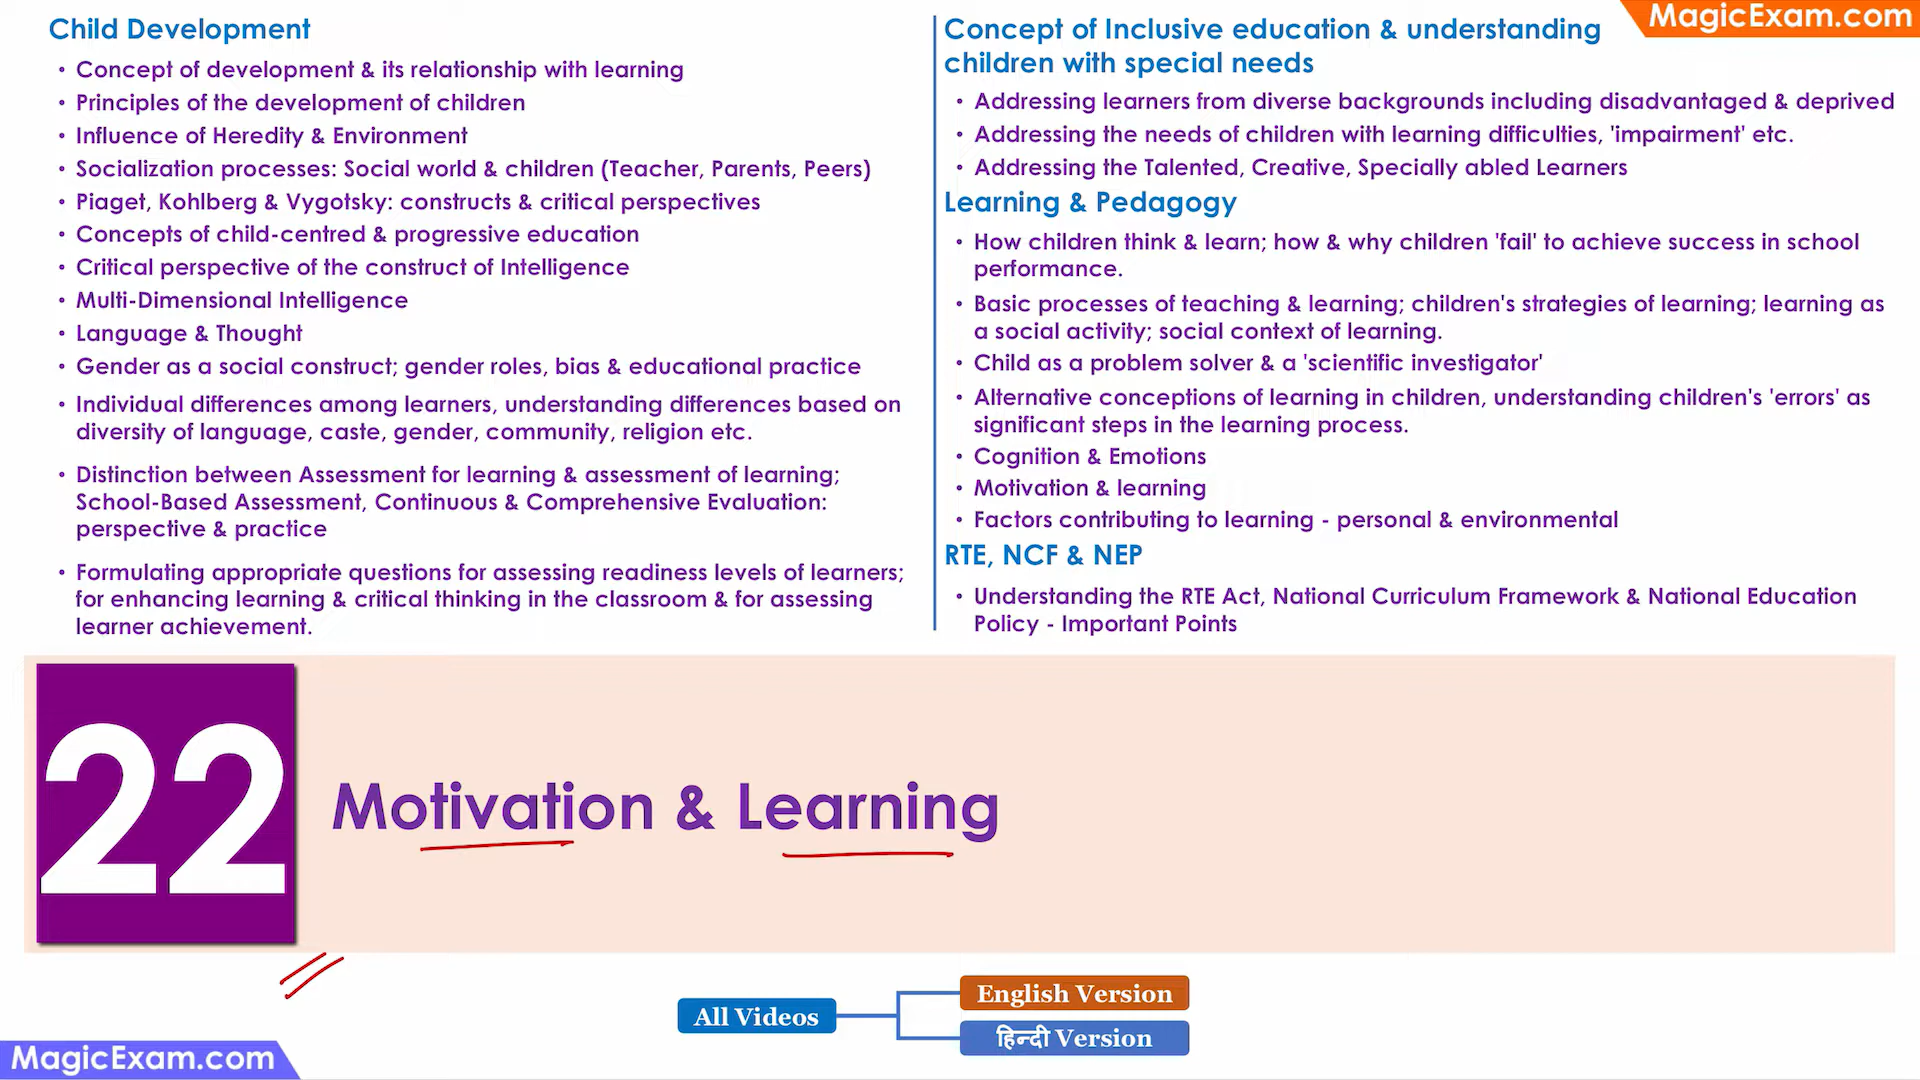 Child Development
• Concept of development & its relationship with learning
• Principles of the development of children
• Influence of Heredity & Environment
• Socialization processes: Social world & children (Teacher, Parents, Peers)
• Piaget, Kohlberg & Vygotsky: constructs & critical perspectives
• Concepts of child-centred & progressive education
• Critical perspective of the construct of Intelligence
• Multi-Dimensional Intelligence
• Language & Thought
• Gender as a social construct; gender roles, bias & educational practice
• Individual differences among learners, understanding differences based on
diversity of language, caste, gender, community, religion etc.
• Distinction between Assessment for learning & assessment of learning;
School-Based Assessment, Continuous & Comprehensive Evaluation:
perspective & practice
• Formulating appropriate questions for assessing readiness levels of learners;
for enhancing learning & critical thinking in the classroom & for assessing
learner achievement.
MagicExam.com
Concept of Inclusive education & understanding
children with special needs
• Addressing learners from diverse backgrounds including disadvantaged & deprived
• Addressing the needs of children with learning difficulties, 'impairment' etc.
• Addressing the Talented, Creative, Specially abled Learners
Learning & Pedagogy
• How children think & learn; how & why children 'fail' to achieve success in school
performance.
• Basic processes of teaching & learning; children's strategies of learning; learning as
a social activity; social context of learning.
• Child as a problem solver & a 'scientific investigator'
• Alternative conceptions of learning in children, understanding children's 'errors' as
significant steps in the learning process.
• Cognition & Emotions
• Motivation & learning
• Factors contributing to learning - personal & environmental
RTE, NCF & NEP
• Understanding the RTE Act, National Curriculum Framework & National Education
Policy - Important Points
22
Motivation & Learning
All Videos
English Version
हिन्दी Version
MagicExam.com